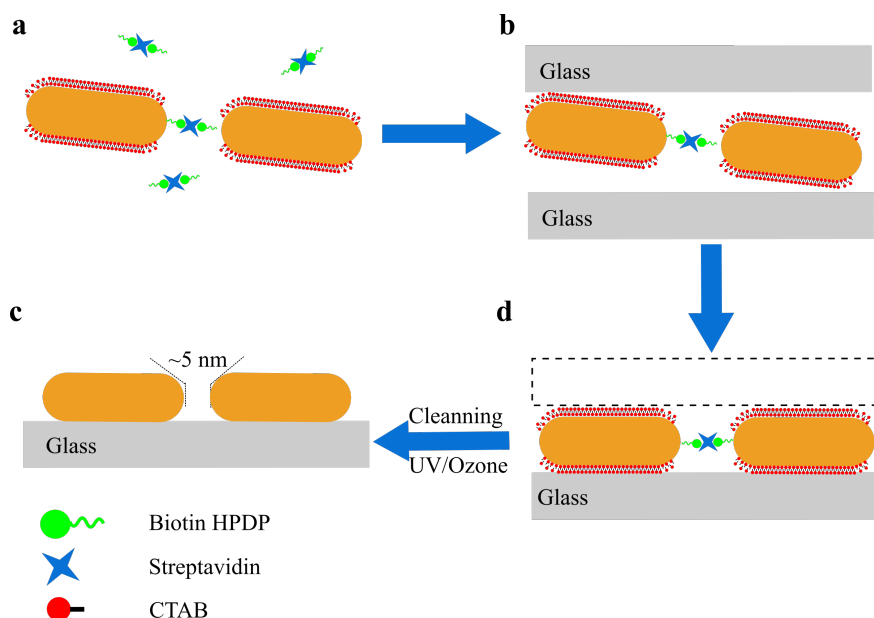 a
b
Glass
Glass
c
d
~5 nm
Glass
Cleanning
UV/Ozone
Glass
Biotin HPDP
Streptavidin
CTAB